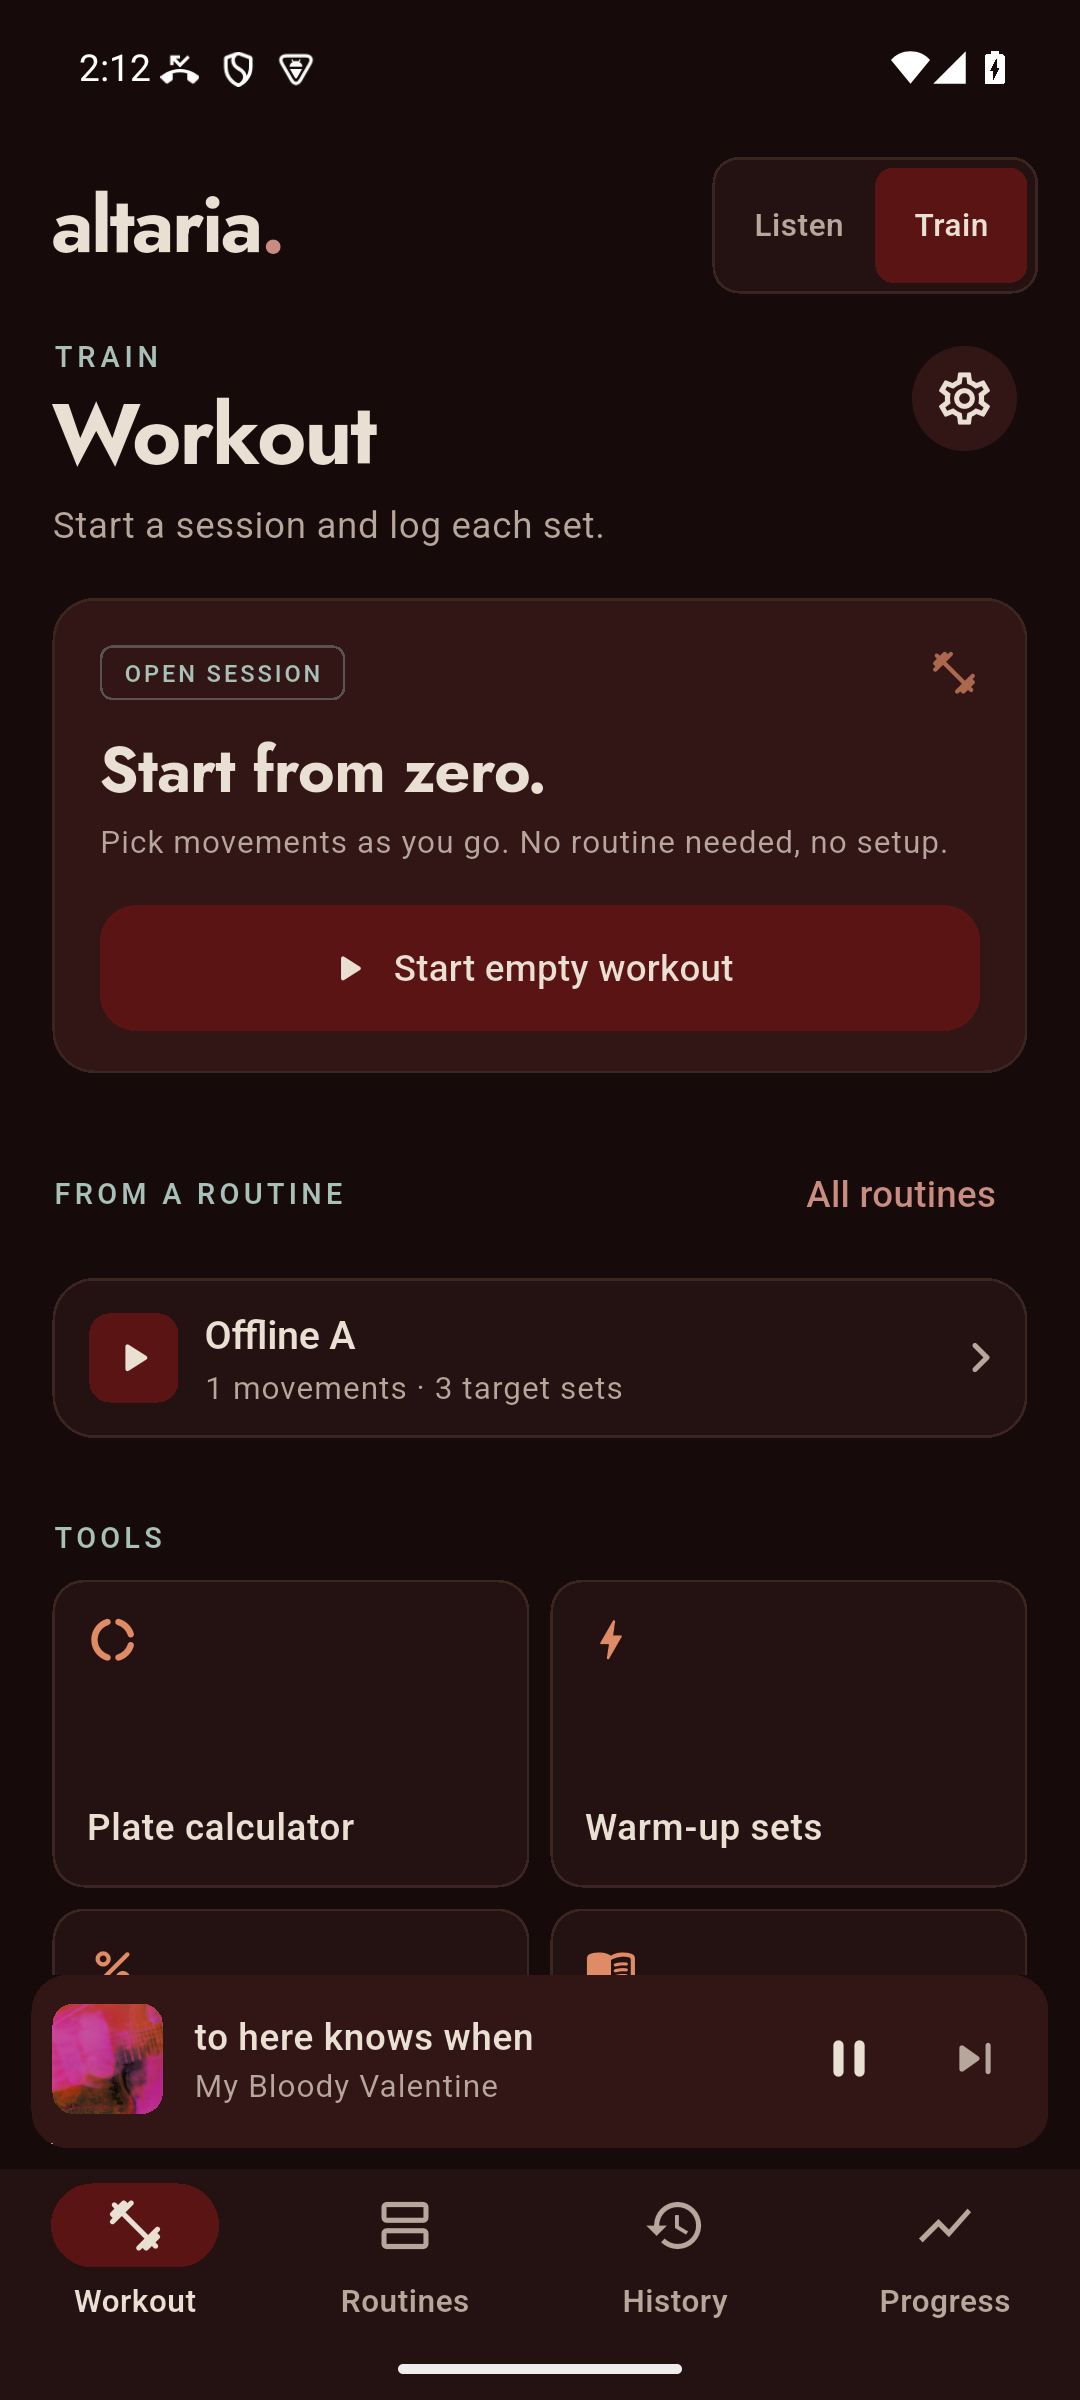 2:12
altaria.
Listen
Train
TRAIN
Workout
Start a session and log each set.
OPEN SESSION
Start from zero.
Pick movements as you go. No routine needed, no setup.
Start empty workout
FROM A ROUTINE
All routines
Offline A
1 movements · 3 target sets
TOOLS
Plate calculator
Warm-up sets
to here knows when
My Bloody Valentine
Workout
Routines
History
Progress